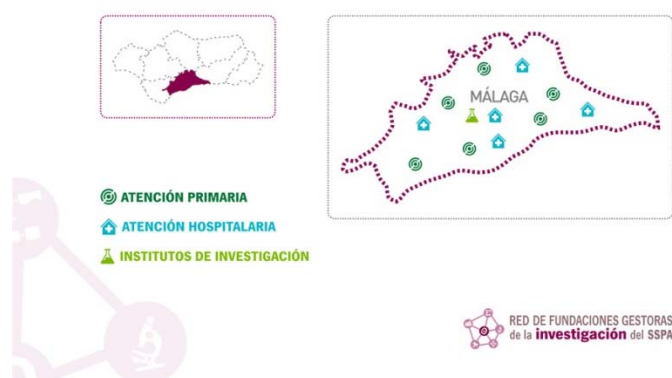 MÁLAGA
ATENCIÓN PRIMARIA
ATENCIÓN HOSPITALARIA
INSTITUTOS DE INVESTIGACIÓN
RED DE FUNDACIONES GESTORAS
de la investigación del SSPA